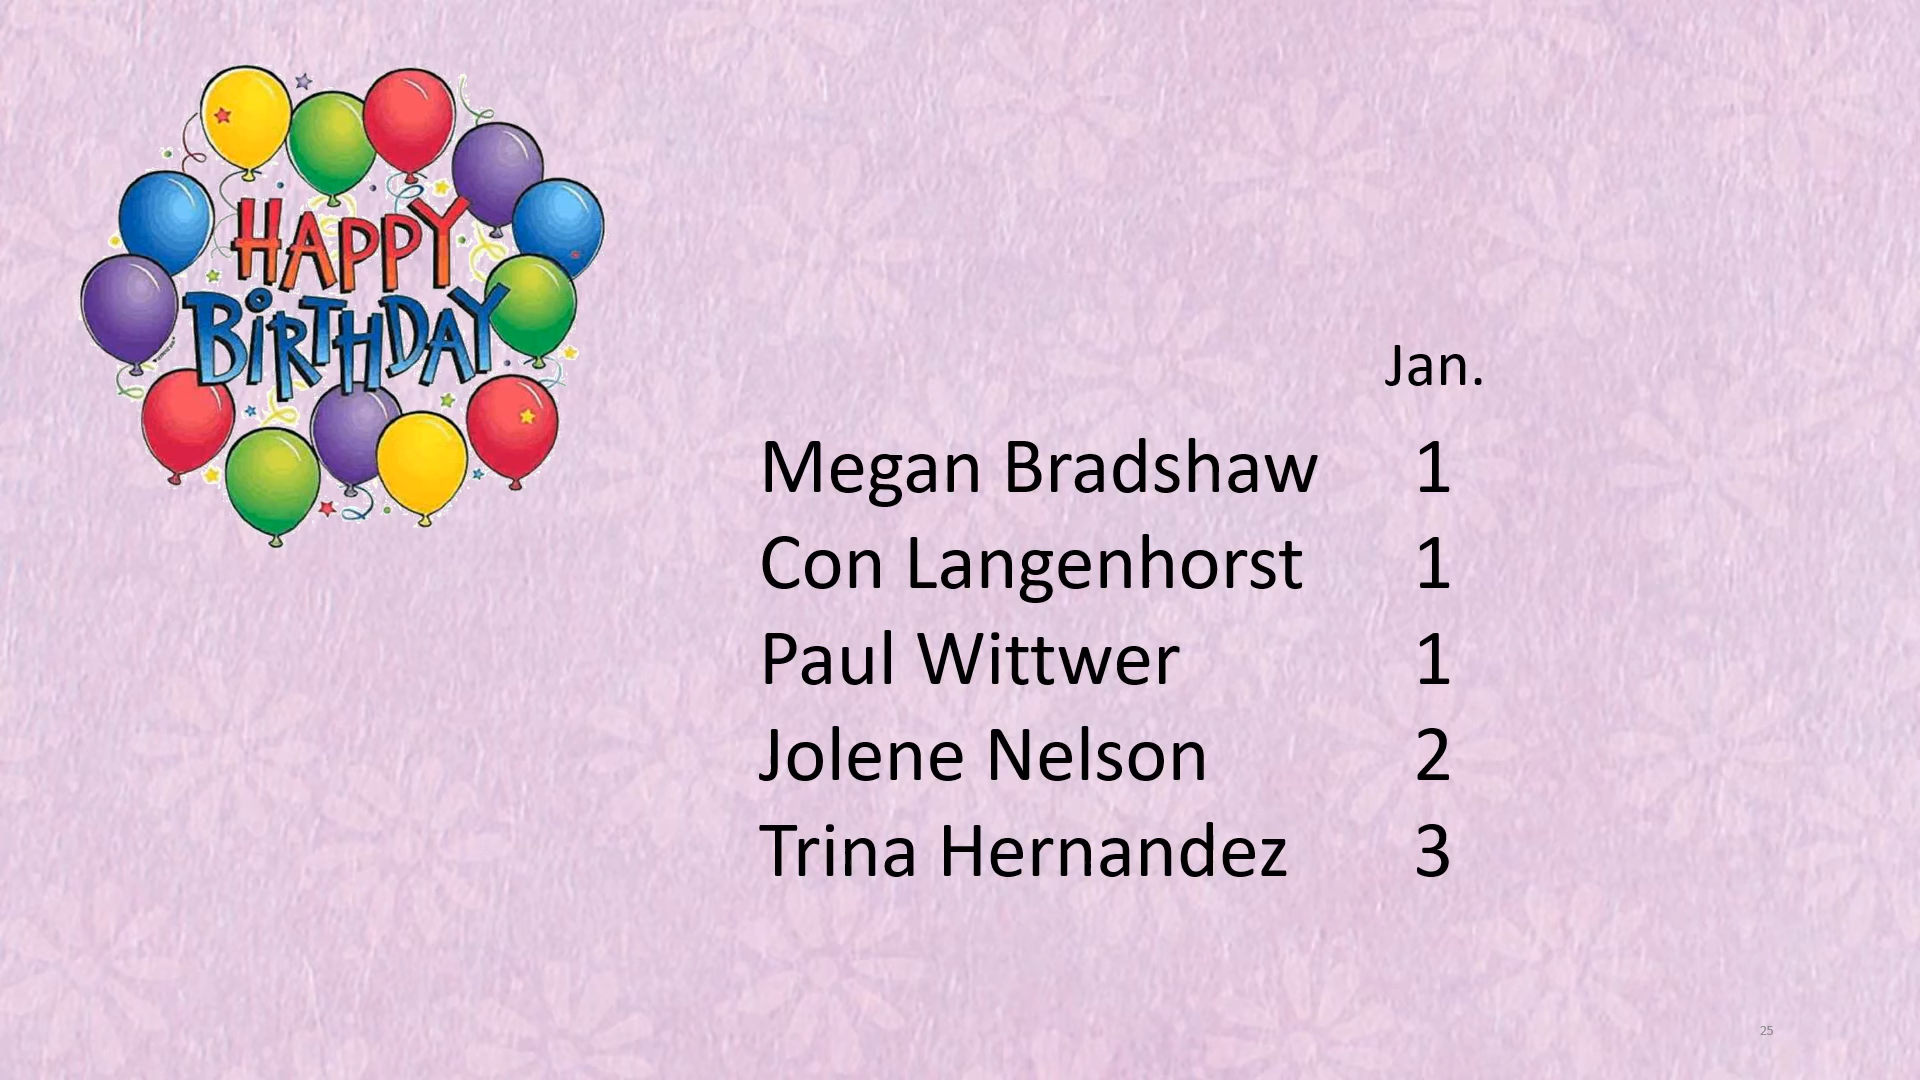 HAPPY
BiRTHDAY
Jan.
Megan Bradshaw 1
Con Langenhorst 1
Paul Wittwer 1
Jolene Nelson 2
Trina Hernandez 3
25